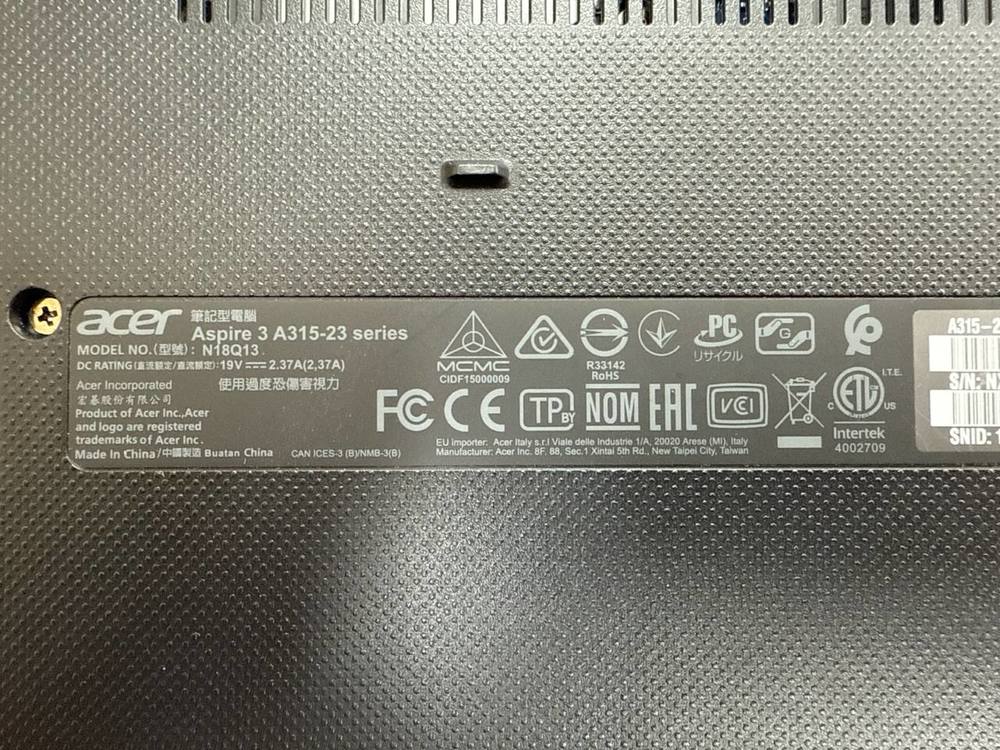 acer 筆記型電腦
Aspire 3 A315-23 series
MODEL NO.(型號): N18Q13
DC RATING(直流額定/直流額定):19V 2.37A(2,37A)
Acer Incorporated 使用過度恐傷害視力
宏碁股份有限公司
Product of Acer Inc.,Acer
and logo are registered
trademarks of Acer Inc.
Made In China/中國製造 Buatan China CAN ICES-3 (B)/NMB-3(B)
MCMC
CIDF15000009
R33142
RoHS
PC
リサイクル
G
FC CE TP BY NOM EAC VCI
ETL CM
C US
I.T.E.
Intertek
4002709
EU importer: Acer Italy s.r.l Viale delle Industrie 1/A, 20020 Arese (MI), Italy
Manufacturer: Acer Inc. 8F, 88, Sec.1 Xintai 5th Rd., New Taipei City, Taiwan
A315-2
S/N: N
SNID: